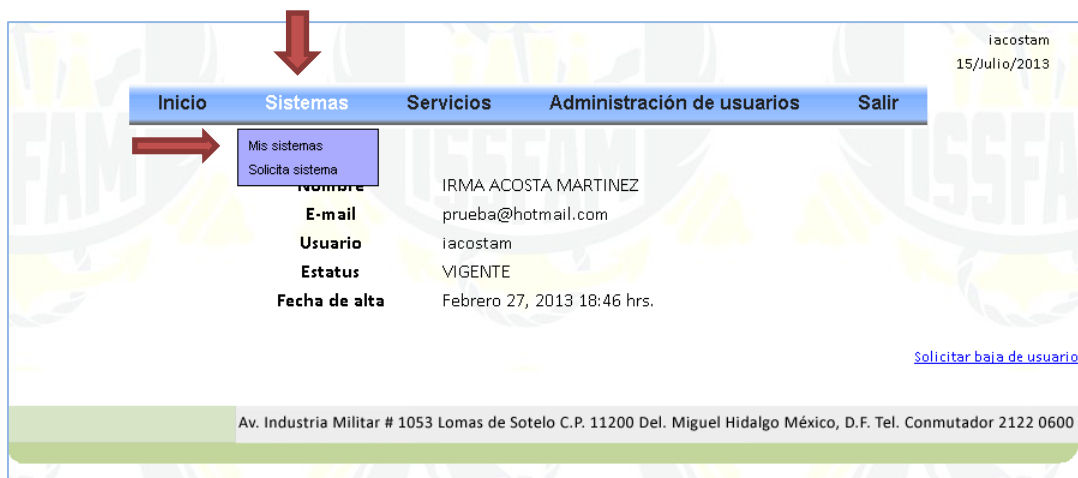 iacostam
15/Julio/2013
Inicio Sistemas Servicios Administración de usuarios Salir
Mis sistemas
Solicita sistema
Nombre IRMA ACOSTA MARTINEZ
E-mail prueba@hotmail.com
Usuario iacostam
Estatus VIGENTE
Fecha de alta Febrero 27, 2013 18:46 hrs.
Solicitar baja de usuario
Av. Industria Militar # 1053 Lomas de Sotelo C.P. 11200 Del. Miguel Hidalgo México, D.F. Tel. Conmutador 2122 0600
ISSFAM